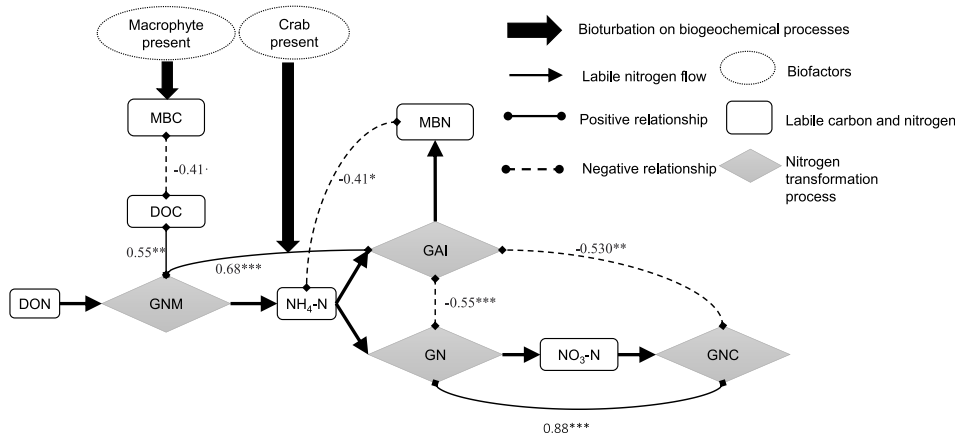 Macrophyte
present
Crab
present
Bioturbation on biogeochemical processes
Labile nitrogen flow
Biofactors
MBC
MBN
Positive relationship
Labile carbon and nitrogen
-0.41·
-0.41*
Negative relationship
Nitrogen
transformation
process
DOC
0.55**
0.68***
GAI
-0.530**
DON
GNM
NH4-N
-0.55***
GN
NO3-N
GNC
0.88***